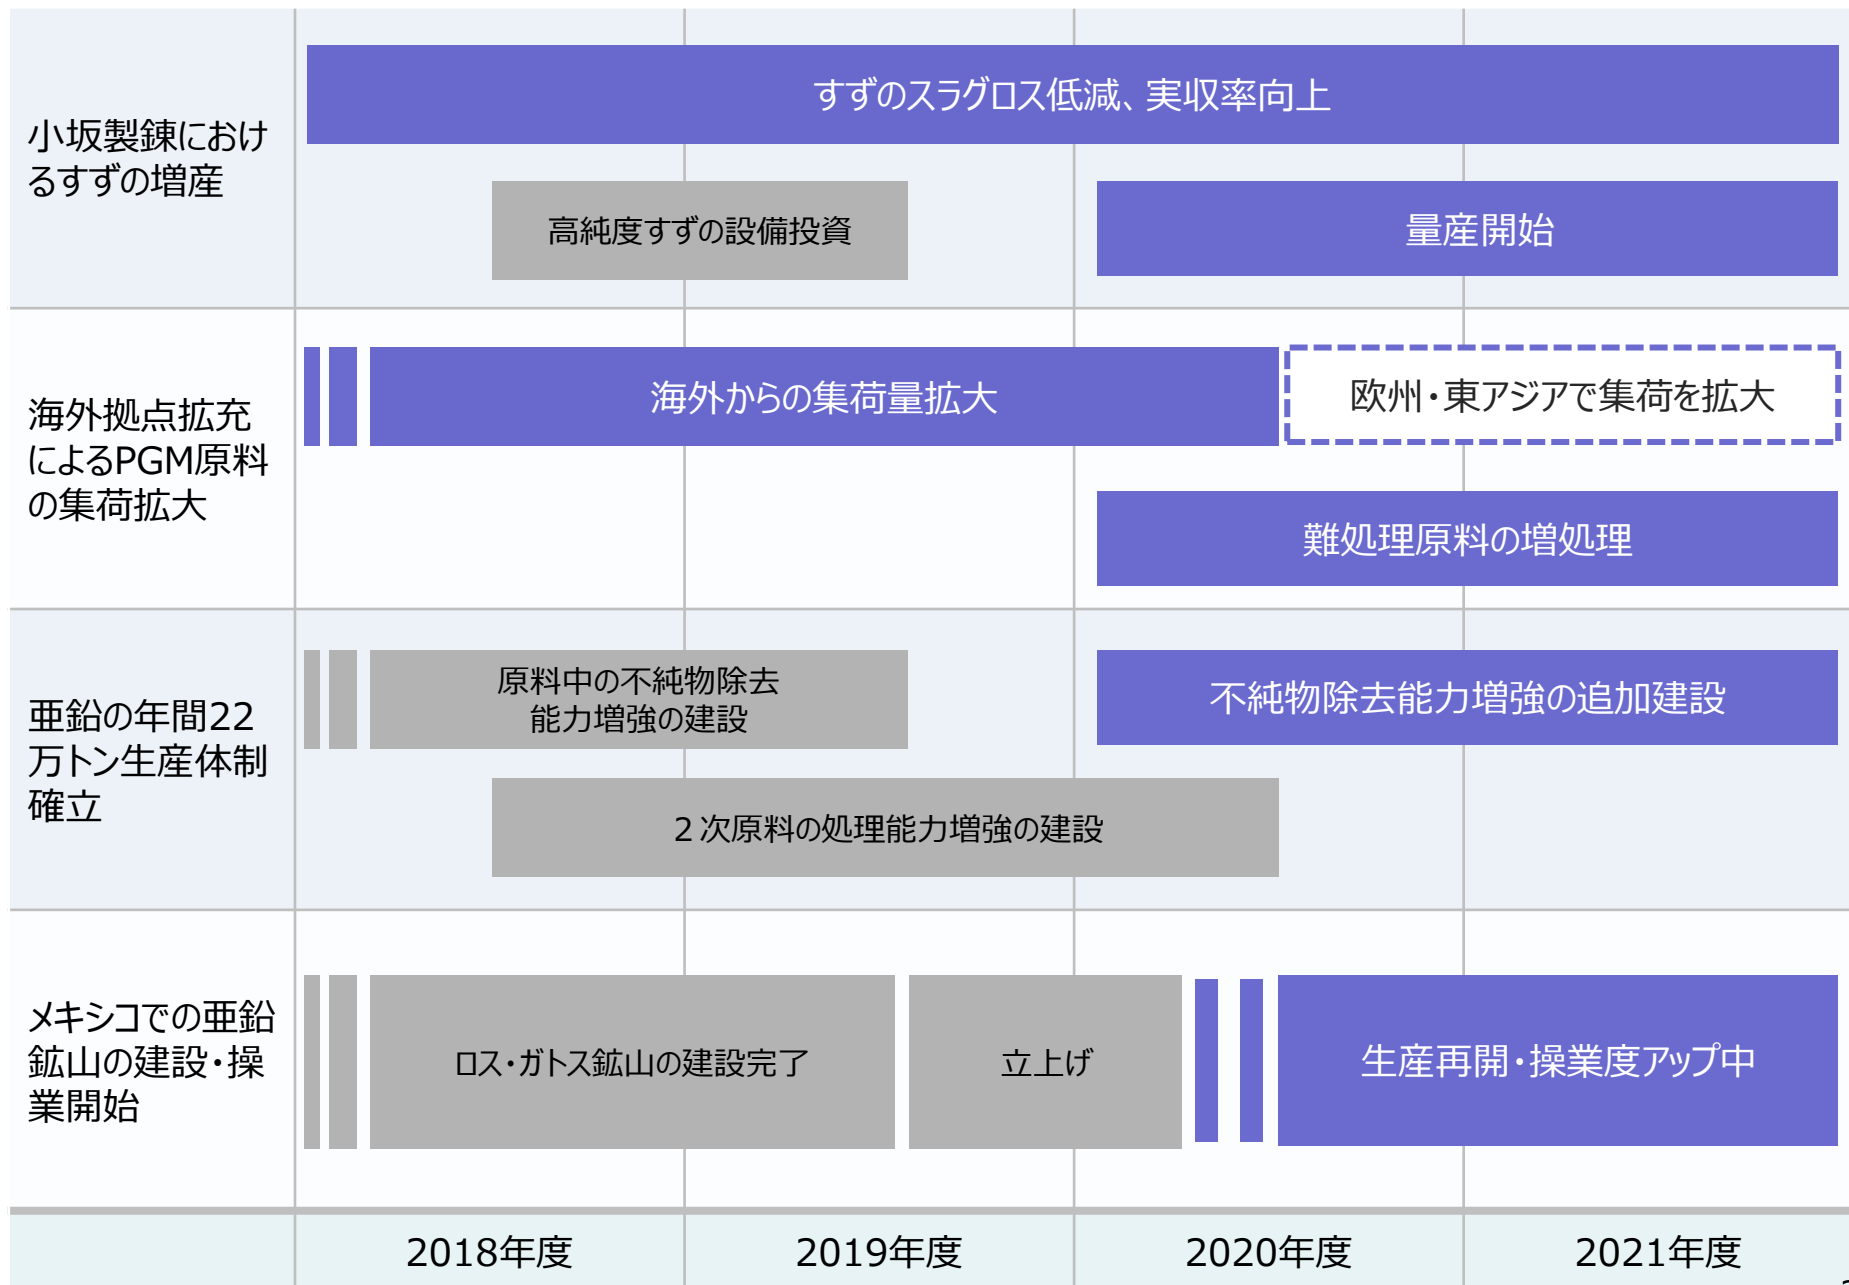 小坂製錬におけ
るすずの増産
すずのスラグロス低減、実収率向上
高純度すずの設備投資
量産開始
海外拠点拡充
によるPGM原料
の集荷拡大
海外からの集荷量拡大
欧州・東アジアで集荷を拡大
難処理原料の増処理
亜鉛の年間22
万トン生産体制
確立
原料中の不純物除去
能力増強の建設
不純物除去能力増強の追加建設
２次原料の処理能力増強の建設
メキシコでの亜鉛
鉱山の建設・操
業開始
ロス・ガトス鉱山の建設完了
立上げ
生産再開・操業度アップ中
2018年度
2019年度
2020年度
2021年度